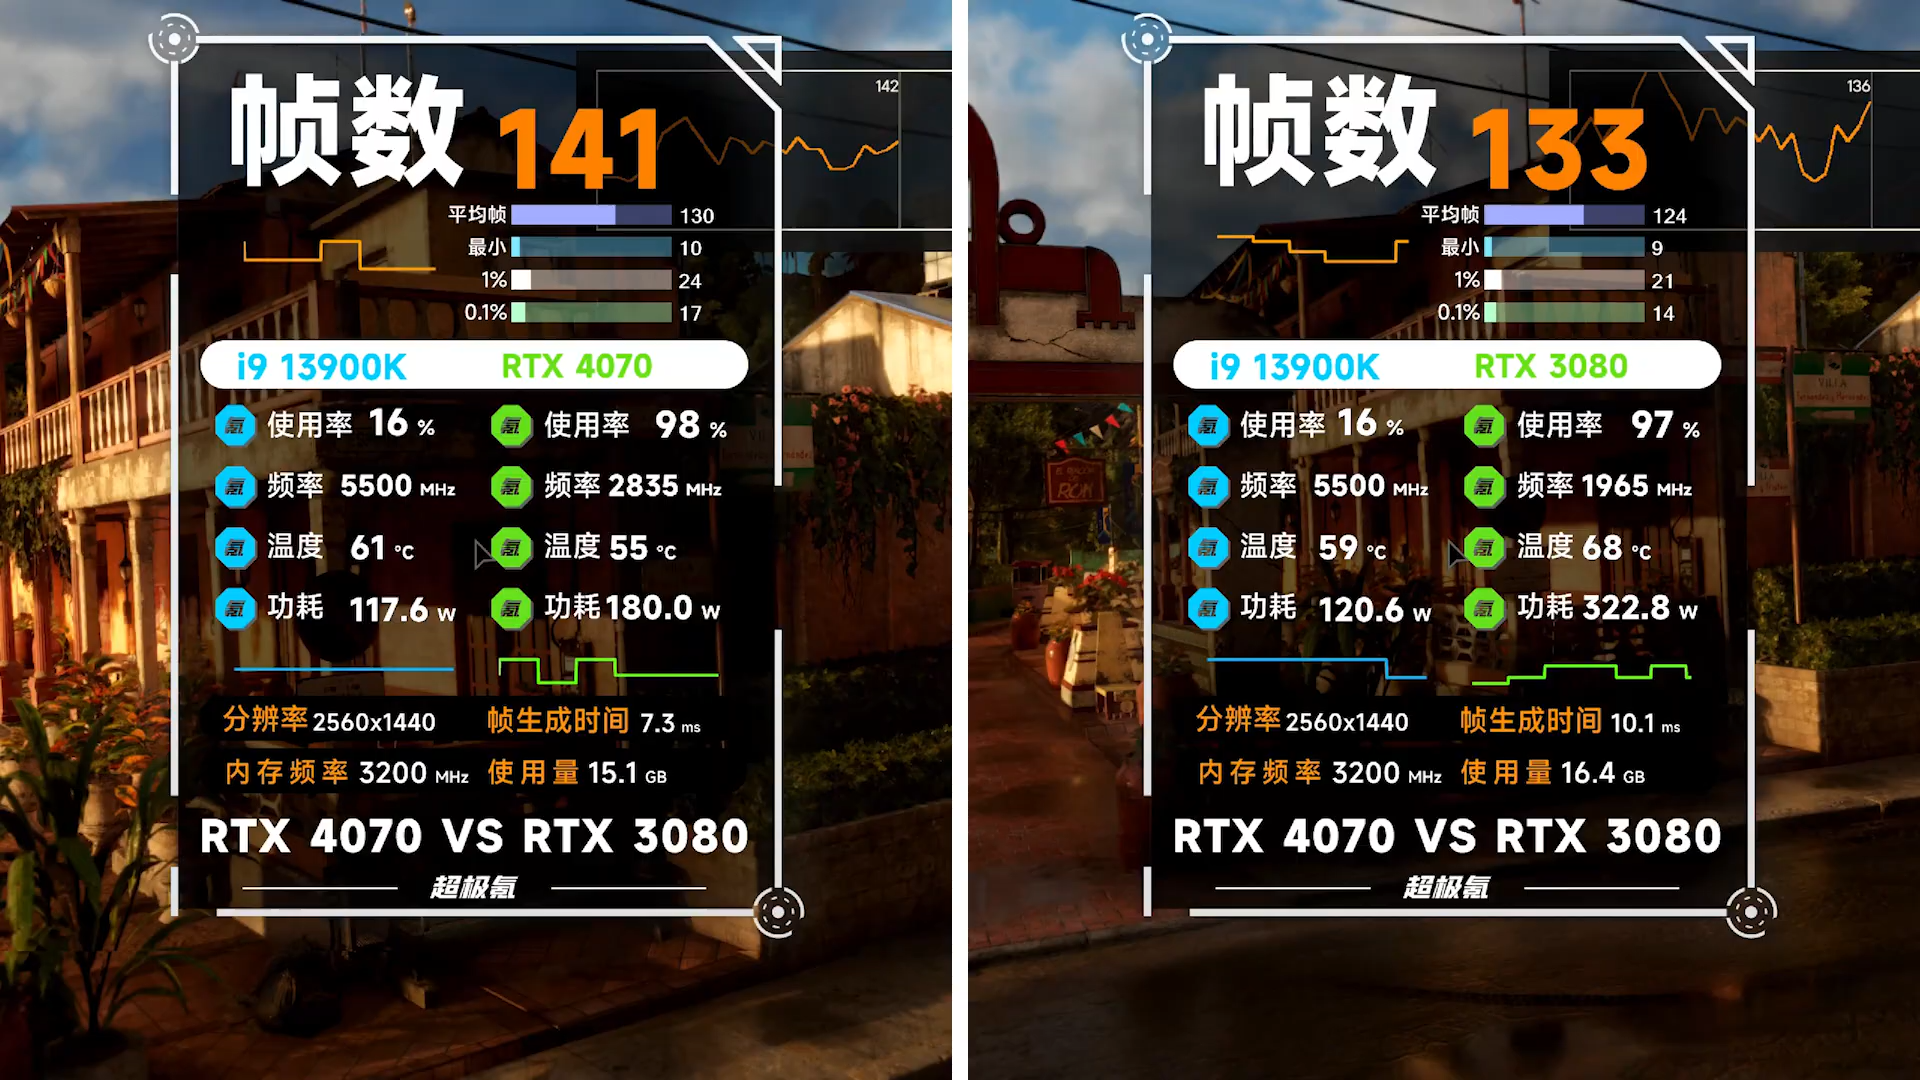 帧数 141
142
平均帧 130
最小 10
1% 24
0.1% 17
i9 13900K RTX 4070
使用率 16 % 使用率 98 %
频率 5500 MHz 频率 2835 MHz
温度 61 °C 温度 55 °C
功耗 117.6 W 功耗 180.0 W
分辨率 2560x1440 帧生成时间 7.3 ms
内存频率 3200 MHz 使用量 15.1 GB
RTX 4070 VS RTX 3080
超极氪
帧数 133
136
平均帧 124
最小 9
1% 21
0.1% 14
i9 13900K RTX 3080
使用率 16 % 使用率 97 %
频率 5500 MHz 频率 1965 MHz
温度 59 °C 温度 68 °C
功耗 120.6 W 功耗 322.8 W
分辨率 2560x1440 帧生成时间 10.1 ms
内存频率 3200 MHz 使用量 16.4 GB
RTX 4070 VS RTX 3080
超极氪
VILLA